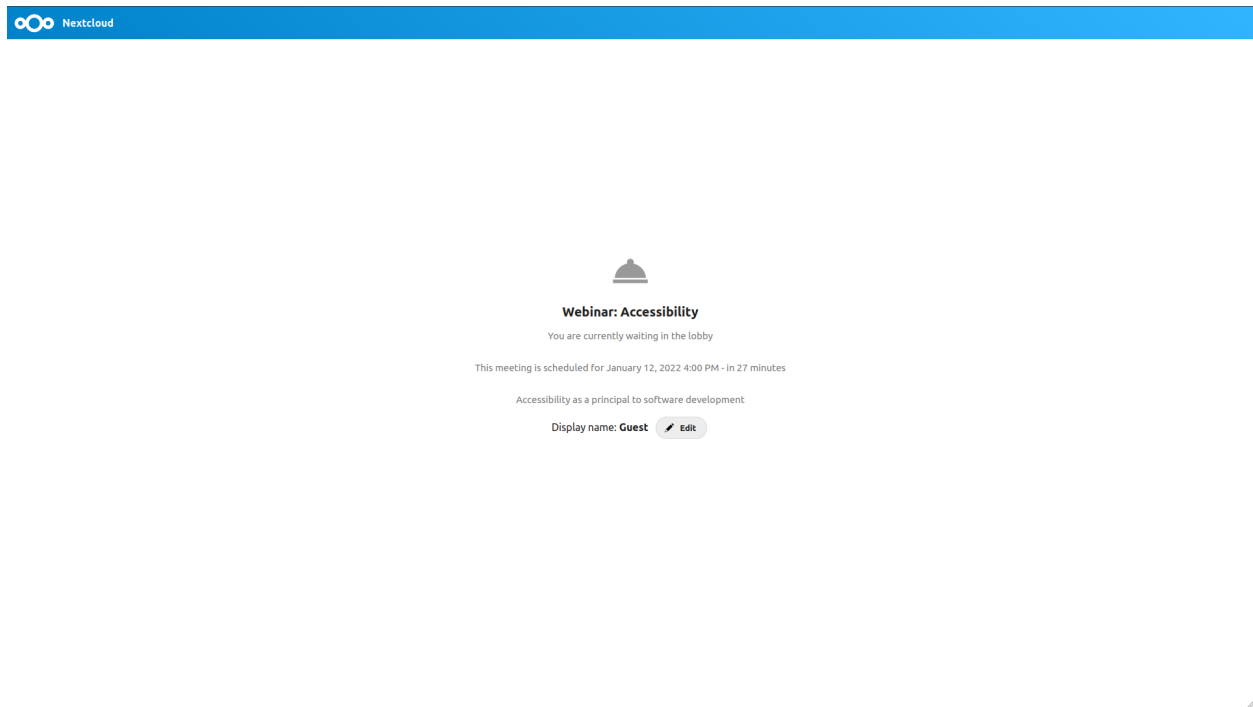 Nextcloud
Webinar: Accessibility
You are currently waiting in the lobby
This meeting is scheduled for January 12, 2022 4:00 PM - in 27 minutes
Accessibility as a principal to software development
Display name: Guest Edit